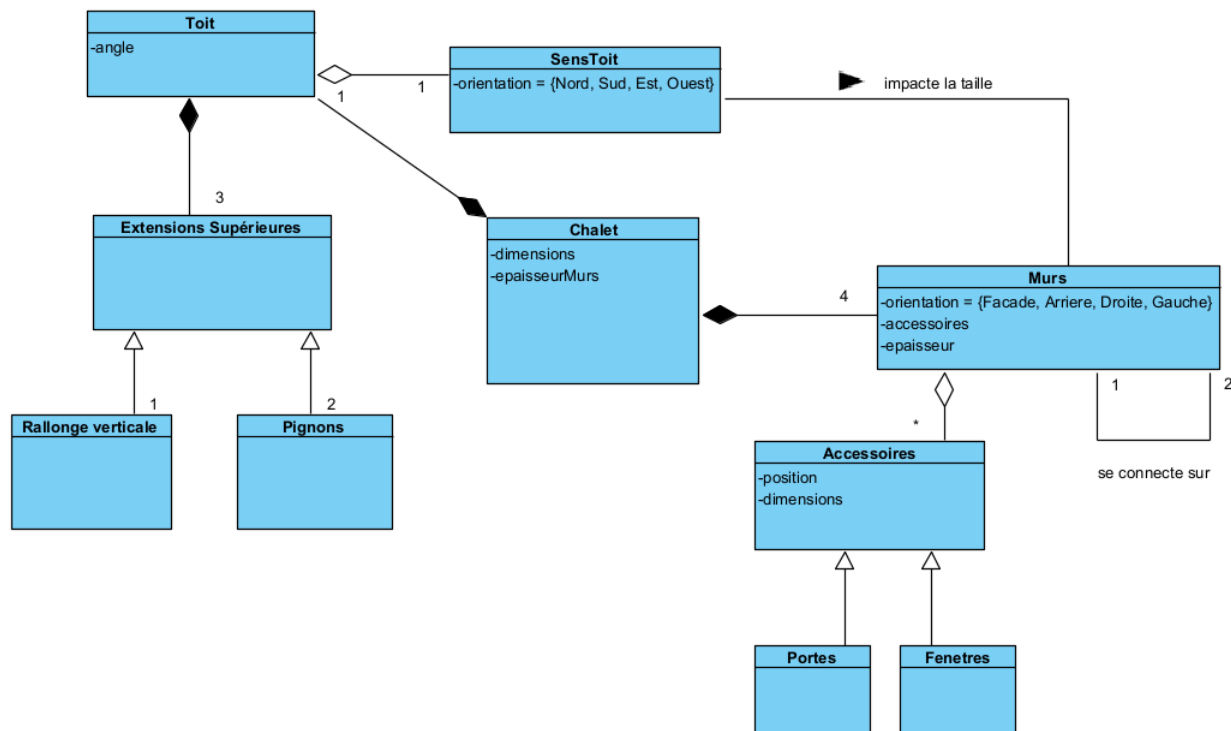 Toit
-angle
SensToit
-orientation = {Nord, Sud, Est, Ouest}
impacte la taille
1
1
3
Extensions Supérieures
Chalet
-dimensions
-epaisseurMurs
4
Murs
-orientation = {Facade, Arriere, Droite, Gauche}
-accessoires
-epaisseur
1
2
se connecte sur
1
2
Rallonge verticale
Pignons
*
Accessoires
-position
-dimensions
Portes
Fenetres